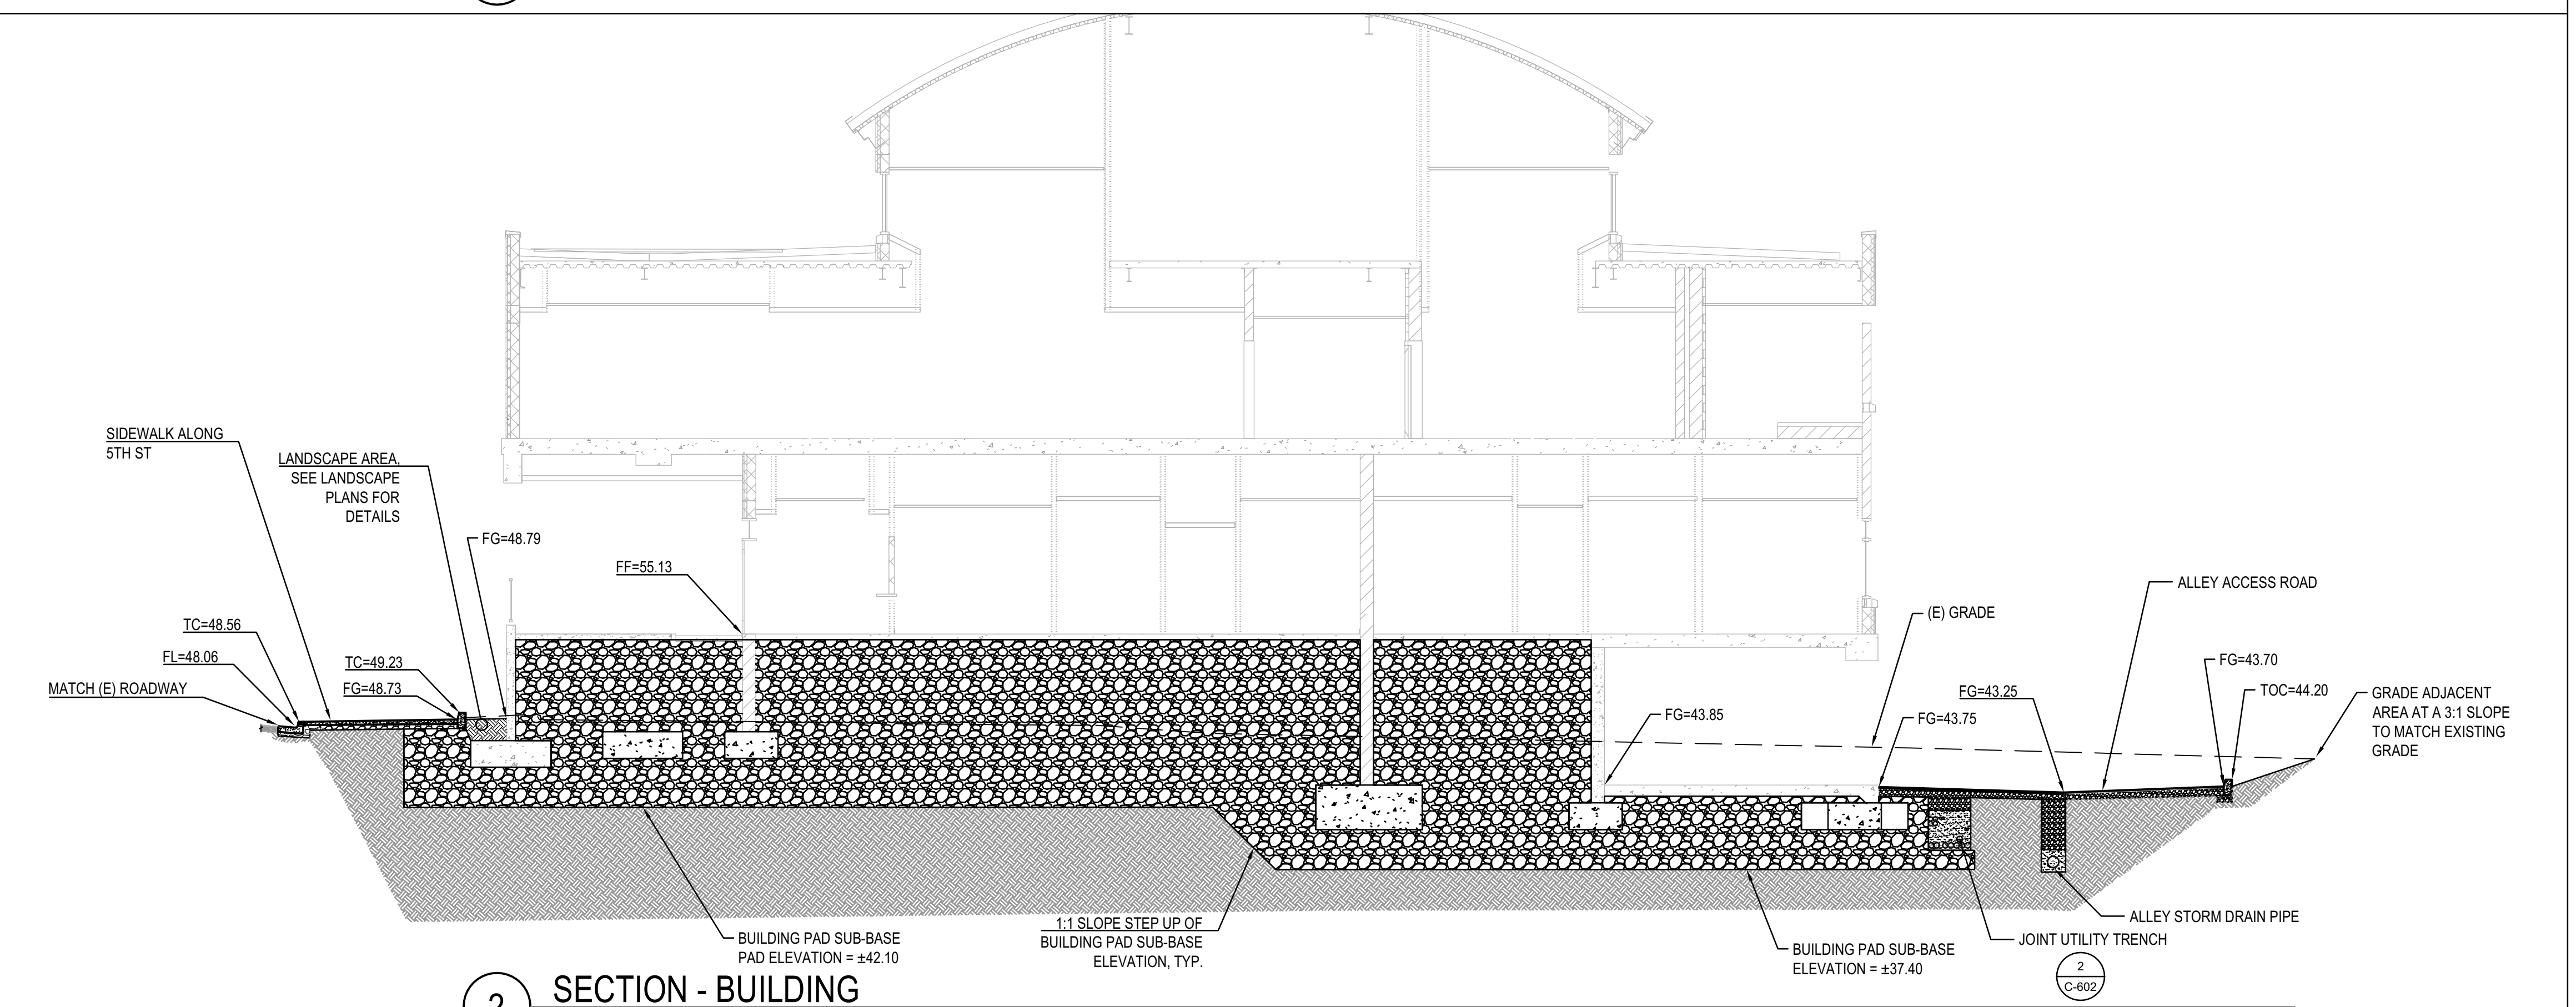 SIDEWALK ALONG
5TH ST
LANDSCAPE AREA,
SEE LANDSCAPE
PLANS FOR
DETAILS
FG=48.79
FF=55.13
TC=48.56
FL=48.06
MATCH (E) ROADWAY
TC=49.23
FG=48.73
ALLEY ACCESS ROAD
(E) GRADE
FG=43.70
TOC=44.20
GRADE ADJACENT
AREA AT A 3:1 SLOPE
TO MATCH EXISTING
GRADE
FG=43.25
FG=43.75
FG=43.85
BUILDING PAD SUB-BASE
PAD ELEVATION = ±42.10
1:1 SLOPE STEP UP OF
BUILDING PAD SUB-BASE
ELEVATION, TYP.
BUILDING PAD SUB-BASE
ELEVATION = ±37.40
ALLEY STORM DRAIN PIPE
JOINT UTILITY TRENCH
2
C-602
2
SECTION - BUILDING